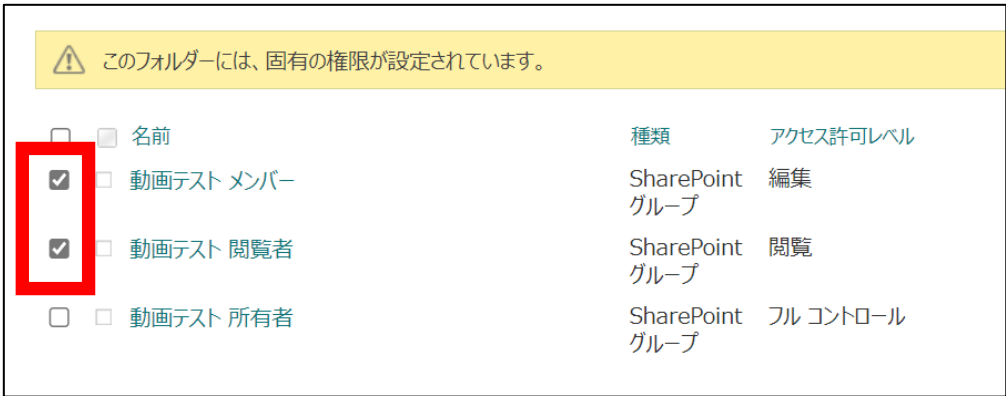 このフォルダーには、固有の権限が設定されています。
名前 種類 アクセス許可レベル
動画テスト メンバー SharePoint 編集
グループ
動画テスト 閲覧者 SharePoint 閲覧
グループ
動画テスト 所有者 SharePoint フル コントロール
グループ